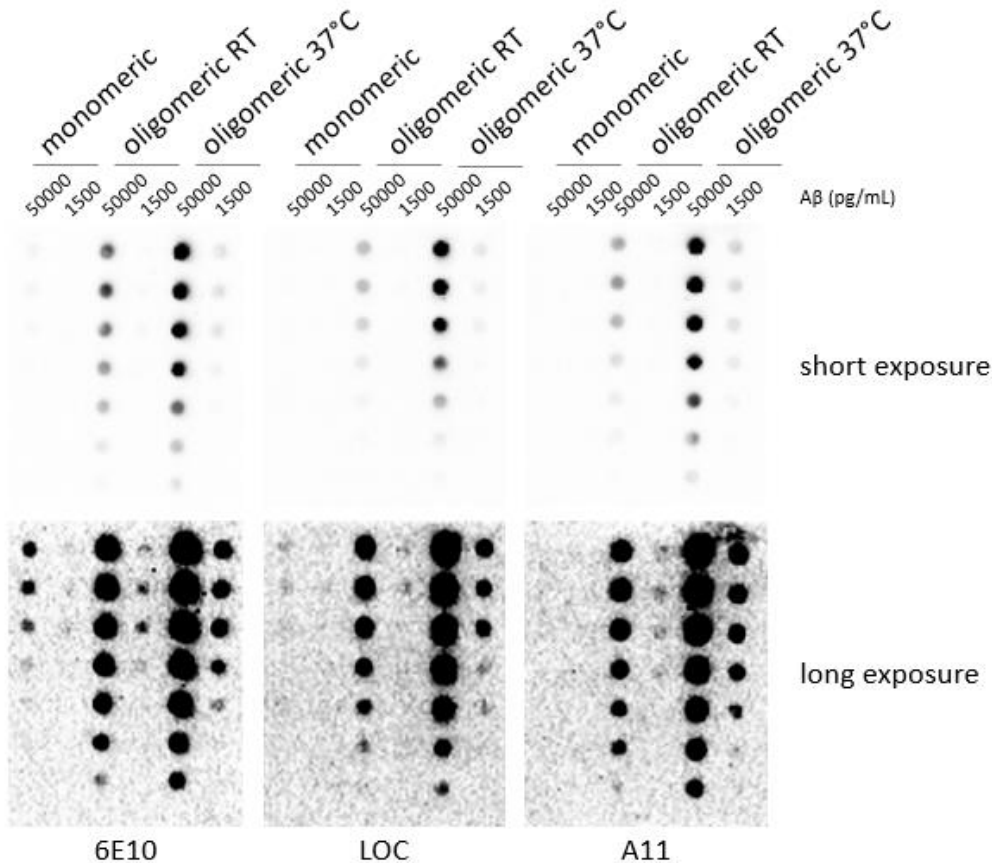 monomeric oligomeric RT oligomeric 37°C monomeric oligomeric RT oligomeric 37°C monomeric oligomeric RT oligomeric 37°C
50000 1500 50000 1500 50000 1500 50000 1500 50000 1500 50000 1500 50000 1500 50000 1500 50000 1500 Aβ (pg/mL)
short exposure
long exposure
6E10 LOC A11